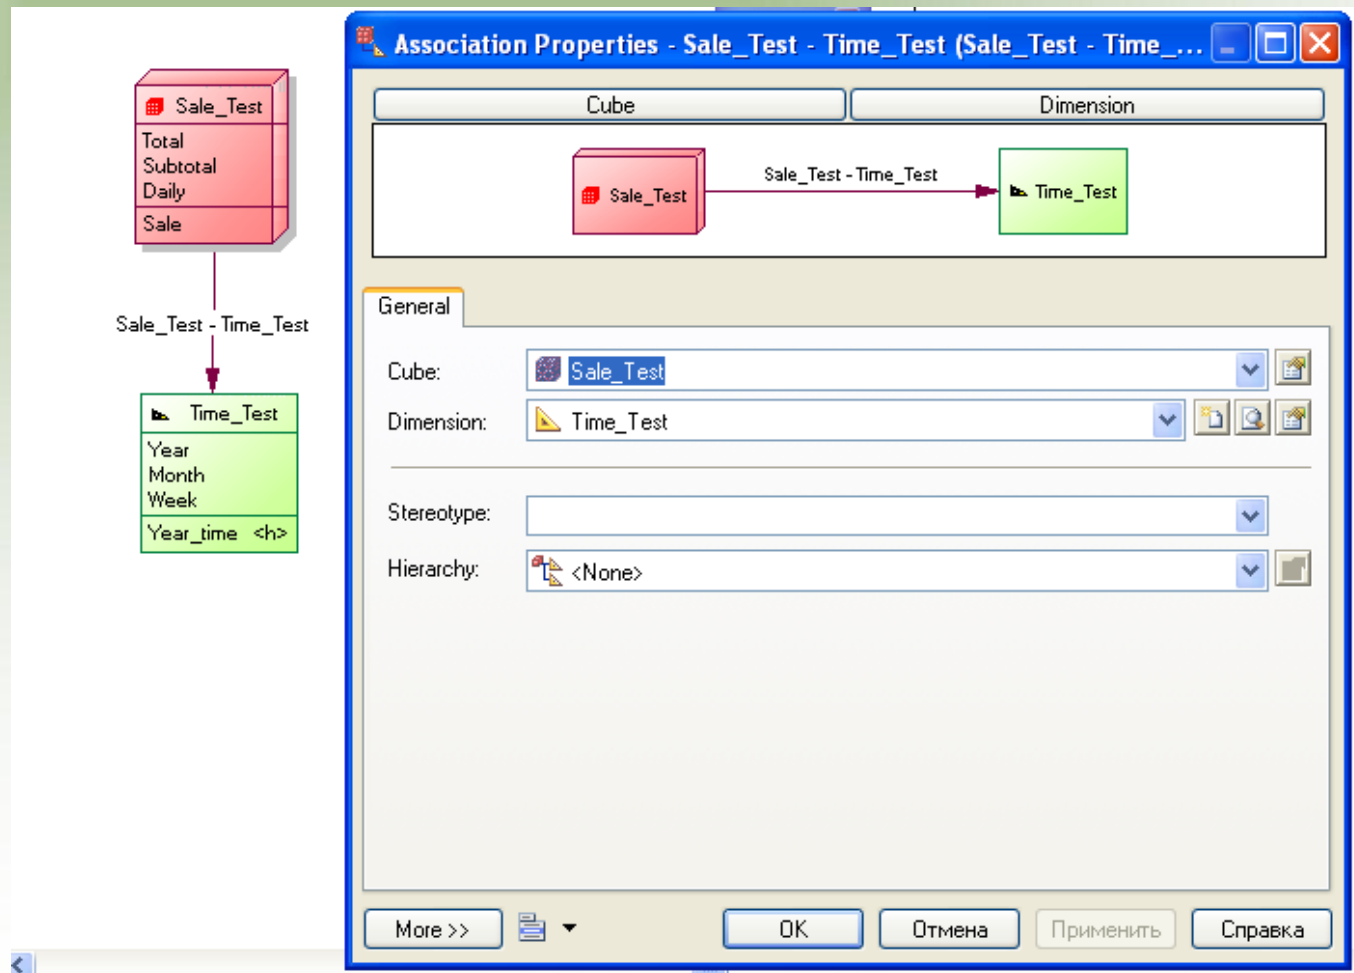 Sale_Test
Total
Subtotal
Daily
Sale
Sale_Test - Time_Test
Time_Test
Year
Month
Week
Year_time <h>
Association Properties - Sale_Test - Time_Test (Sale_Test - Time_...
Cube Dimension
Sale_Test Sale_Test - Time_Test Time_Test
General
Cube: Sale_Test
Dimension: Time_Test
Stereotype:
Hierarchy: <None>
More >> OK Отмена Применить Справка